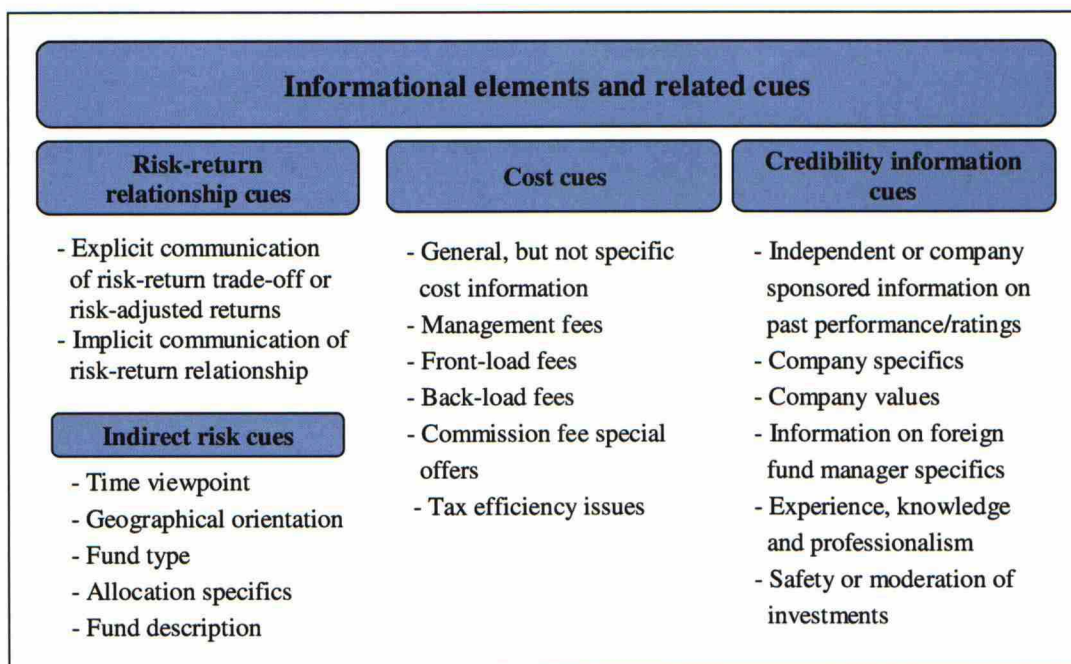 Informational elements and related cues
Risk-return
relationship cues
- Explicit communication
of risk-return trade-off or
risk-adjusted returns
- Implicit communication of
risk-return relationship
Indirect risk cues
- Time viewpoint
- Geographical orientation
- Fund type
- Allocation specifics
- Fund description
Cost cues
- General, but not specific
cost information
- Management fees
- Front-load fees
- Back-load fees
- Commission fee special
offers
- Tax efficiency issues
Credibility information
cues
- Independent or company
sponsored information on
past performance/ratings
- Company specifics
- Company values
- Information on foreign
fund manager specifics
- Experience, knowledge
and professionalism
- Safety or moderation of
investments